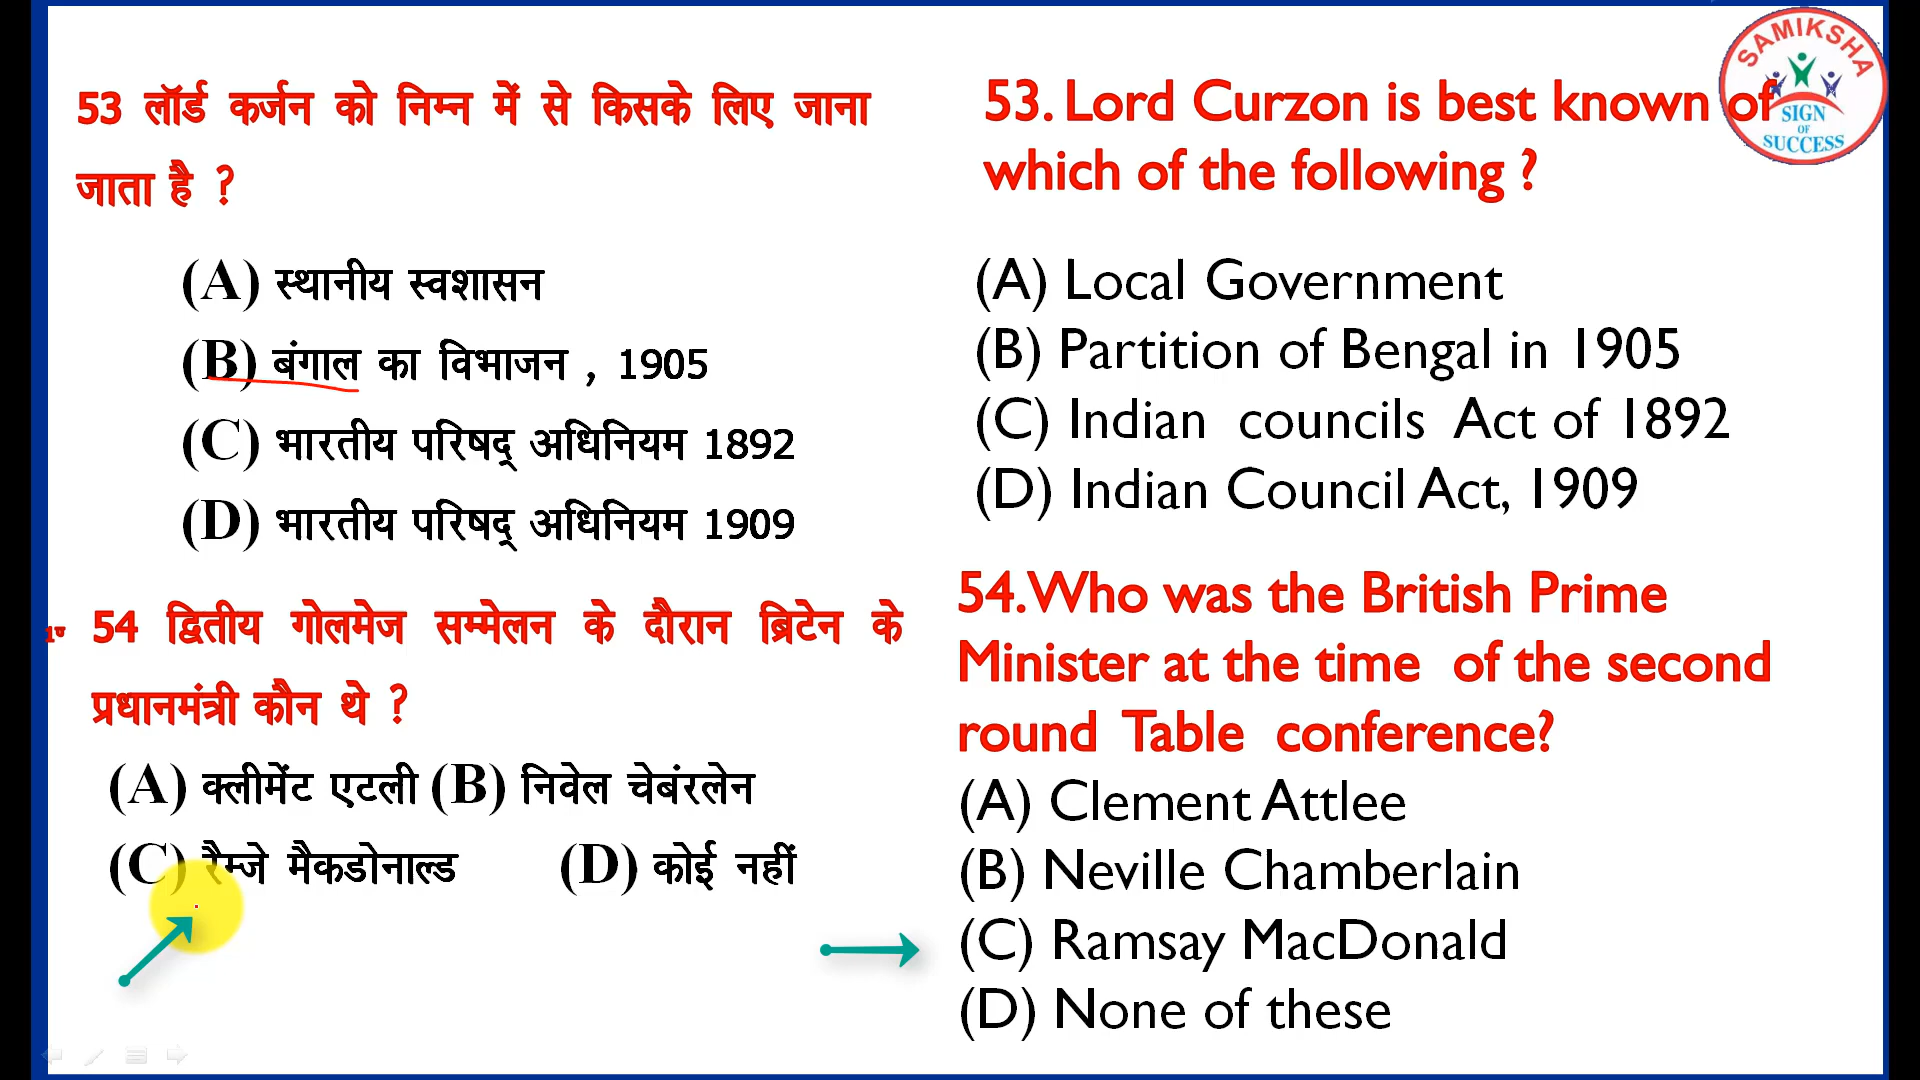 53 लॉर्ड कर्जन को निम्न में से किसके लिए जाना
जाता है ?
(A) स्थानीय स्वशासन
(B) बंगाल का विभाजन , 1905
(C) भारतीय परिषद् अधिनियम 1892
(D) भारतीय परिषद् अधिनियम 1909
54 द्वितीय गोलमेज सम्मेलन के दौरान ब्रिटेन के
प्रधानमंत्री कौन थे ?
(A) क्लीमेंट एटली (B) निवेल चेबंरलेन
(C) रैम्जे मैकडोनाल्ड (D) कोई नहीं
53. Lord Curzon is best known of
which of the following ?
(A) Local Government
(B) Partition of Bengal in 1905
(C) Indian councils Act of 1892
(D) Indian Council Act, 1909
54. Who was the British Prime
Minister at the time of the second
round Table conference?
(A) Clement Attlee
(B) Neville Chamberlain
(C) Ramsay MacDonald
(D) None of these
SAMIKSHA
SIGN
OF
SUCCESS